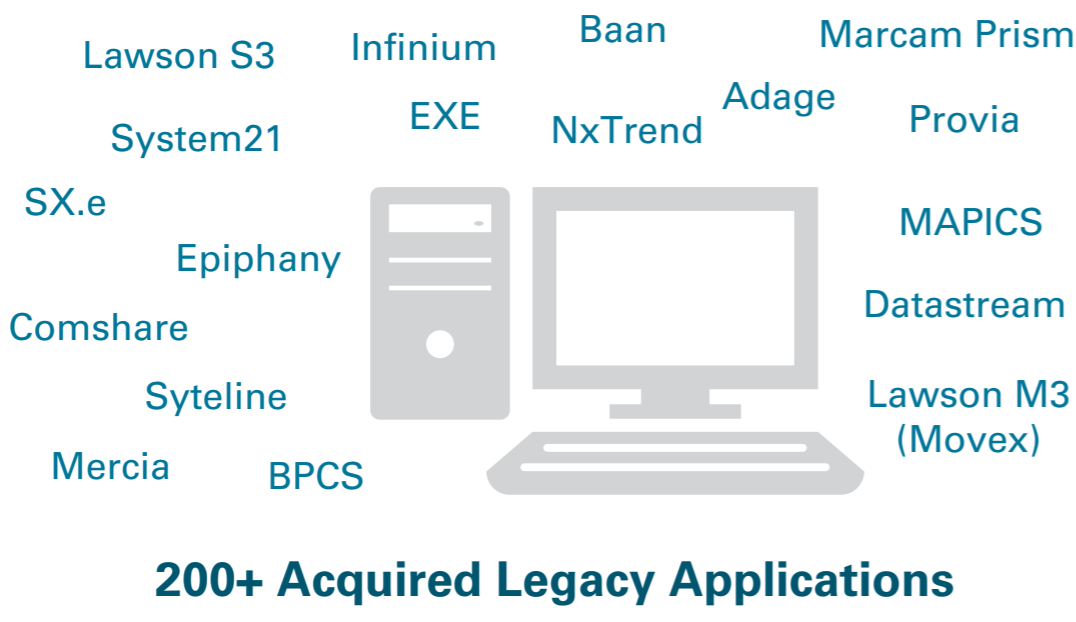 Baan
Marcam Prism
Lawson S3
Infinium
Adage
EXE
Provia
NxTrend
System21
SX.e
MAPICS
Epiphany
Datastream
Comshare
Syteline
Lawson M3
(Movex)
Mercia
BPCS
200+ Acquired Legacy Applications